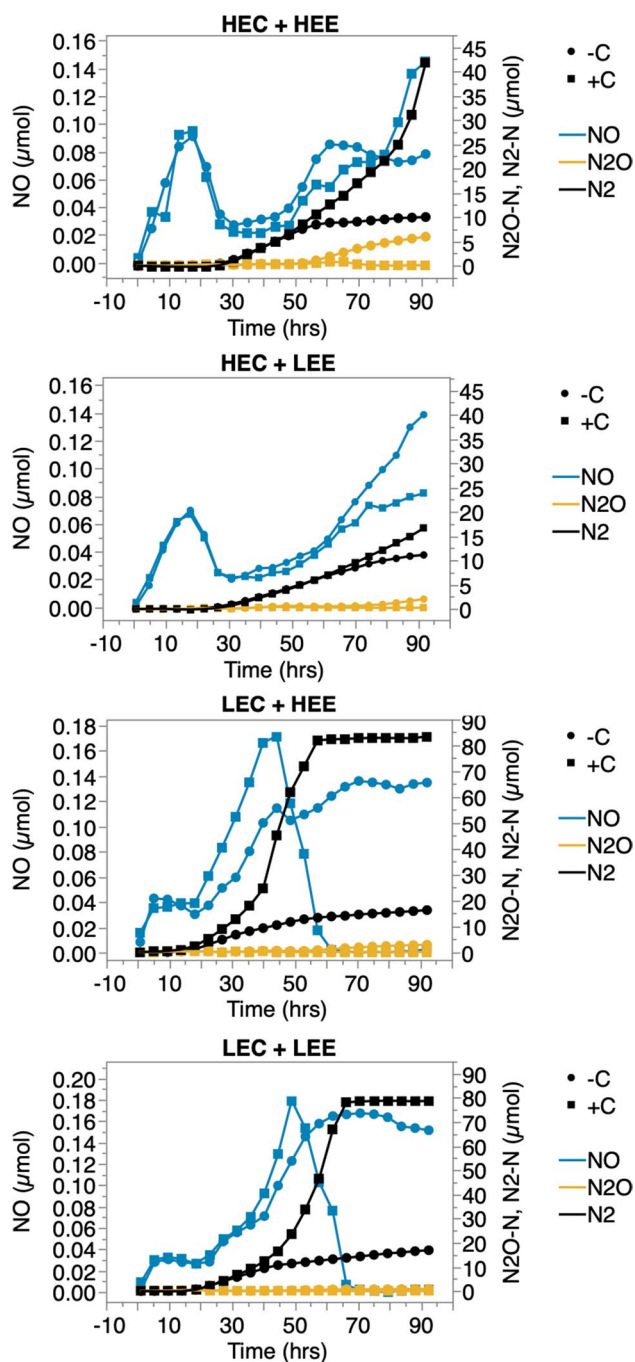 HEC + HEE
0.16
0.14
0.12
0.10
0.08
0.06
0.04
0.02
0.00
NO (µmol)
45
40
35
30
25
20
15
10
5
0
N2O-N, N2-N (µmol)
-10 10 30 50 70 90
Time (hrs)
-C
+C
NO
N2O
N2
HEC + LEE
0.16
0.14
0.12
0.10
0.08
0.06
0.04
0.02
0.00
NO (µmol)
45
40
35
30
25
20
15
10
5
0
-10 10 30 50 70 90
Time (hrs)
-C
+C
NO
N2O
N2
LEC + HEE
0.18
0.16
0.14
0.12
0.10
0.08
0.06
0.04
0.02
0.00
NO (µmol)
90
80
70
60
50
40
30
20
10
0
N2O-N, N2-N (µmol)
-10 10 30 50 70 90
Time (hrs)
-C
+C
NO
N2O
N2
LEC + LEE
0.20
0.18
0.16
0.14
0.12
0.10
0.08
0.06
0.04
0.02
0.00
NO (µmol)
90
80
70
60
50
40
30
20
10
0
N2O-N, N2-N (µmol)
-10 10 30 50 70 90
Time (hrs)
-C
+C
NO
N2O
N2